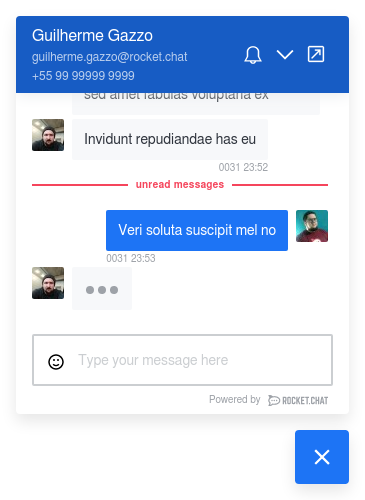 Guilherme Gazzo
guilherme.gazzo@rocket.chat
+55 99 99999 9999
sed amet fabulas voluptaria ex
Invidunt repudiandae has eu
0031 23:52
unread messages
Veri soluta suscipit mel no
0031 23:53
Type your message here
Powered by ROCKET.CHAT